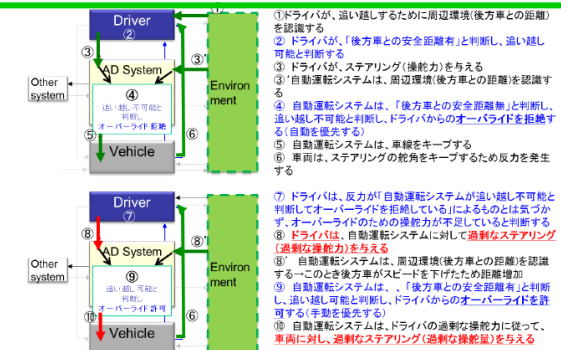 ①
Driver
②
③
③'
AD System
Other
system
④
追い越し不可能と
判断し
オーバーライド拒絶
Environ
ment
⑤
⑥
Vehicle
①ドライバが、追い越しするために周辺環境(後方車との距離)
を認識する
② ドライバが、「後方車との安全距離有」と判断し、追い越し
可能と判断する
③ ドライバが、ステアリング(操舵力)を与える
③'自動運転システムは、周辺環境(後方車との距離)を認識す
る
④ 自動運転システムは、「後方車との安全距離無」と判断し、
追い越し不可能と判断し、ドライバからのオーバライドを拒絶す
る(自動を優先する)
⑤ 自動運転システムは、車線をキープする
⑥ 車両は、ステアリングの舵角をキープするため反力を発生
する
Driver
⑦
⑧
⑧'
AD System
Other
system
⑨
追い越し可能と
判断し
オーバーライド許可
Environ
ment
⑩
⑥
Vehicle
⑦ ドライバは、反力が「自動運転システムが追い越し不可能と
判断してオーバーライドを拒絶している」によるものとは気づか
ず、オーバーライドのための操舵力が不足していると判断する
⑧ ドライバは、自動運転システムに対して過剰なステアリング
(過剰な操舵力)を与える
⑧' 自動運転システムは、周辺環境(後方車との距離)を認識
する→このとき後方車がスピードを下げたため距離増加
⑨ 自動運転システムは、、「後方車との安全距離有」と判断
し、追い越し可能と判断し、ドライバからのオーバーライドを許
可する(手動を優先する)
⑩ 自動運転システムは、ドライバの過剰な操舵力に従って、
車両に対し、過剰なステアリング(過剰な操舵量)を与える